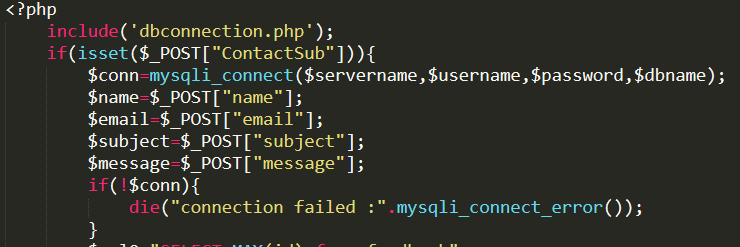 <?php
include('dbconnection.php');
if(isset($_POST["ContactSub"])){
$conn=mysqli_connect($servername,$username,$password,$dbname);
$name=$_POST["name"];
$email=$_POST["email"];
$subject=$_POST["subject"];
$message=$_POST["message"];
if(!$conn){
die("connection failed :".mysqli_connect_error());
}